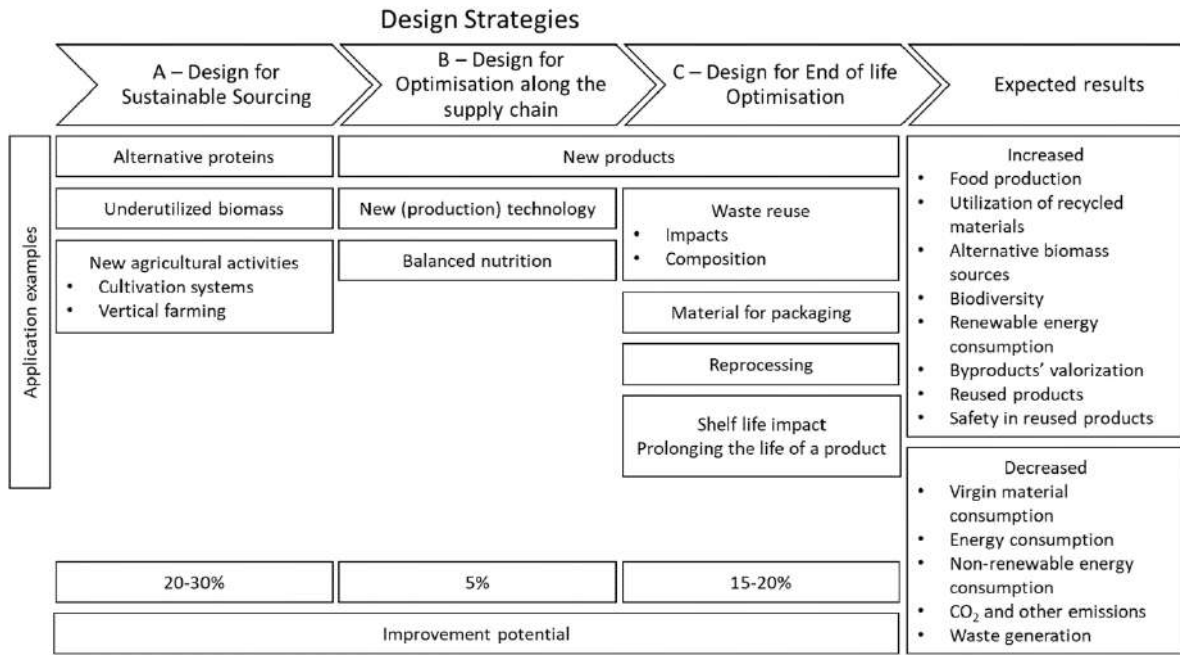 Design Strategies
A – Design for
Sustainable Sourcing
B – Design for
Optimisation along the
supply chain
C – Design for End of life
Optimisation
Expected results
Application examples
Alternative proteins
Underutilized biomass
New agricultural activities
• Cultivation systems
• Vertical farming
New products
New (production) technology
Balanced nutrition
Waste reuse
• Impacts
• Composition
Material for packaging
Reprocessing
Shelf life impact
Prolonging the life of a product
Increased
• Food production
• Utilization of recycled
materials
• Alternative biomass
sources
• Biodiversity
• Renewable energy
consumption
• Byproducts' valorization
• Reused products
• Safety in reused products
Decreased
• Virgin material
consumption
• Energy consumption
• Non-renewable energy
consumption
• CO₂ and other emissions
• Waste generation
20-30%
5%
15-20%
Improvement potential